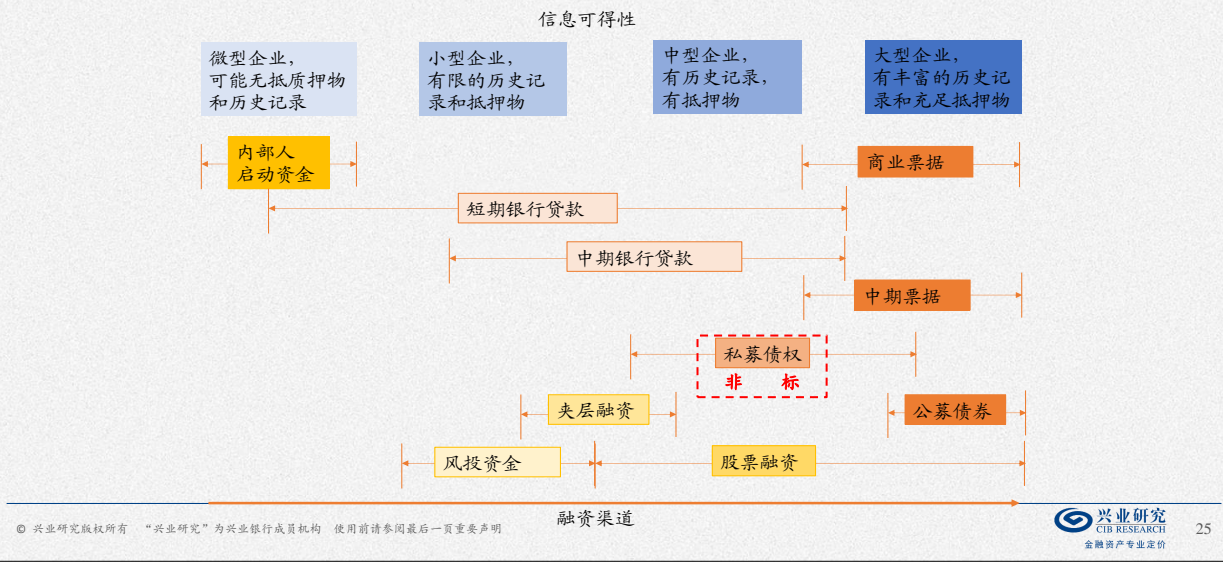 信息可得性
微型企业,
可能无抵质押物
和历史记录
小型企业,
有限的历史记
录和抵押物
中型企业,
有历史记录,
有抵押物
大型企业,
有丰富的历史记
录和充足抵押物
内部人
启动资金
商业票据
短期银行贷款
中期银行贷款
中期票据
私募债权
非 标
夹层融资
公募债券
风投资金
股票融资
融资渠道
© 兴业研究版权所有 “兴业研究”为兴业银行成员机构 使用前请参阅最后一页重要声明
兴业研究
CIB RESEARCH
金融资产专业定价
25